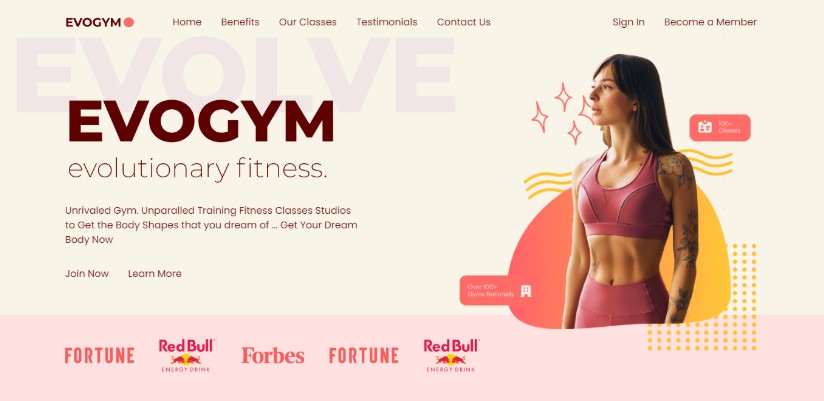 EVOGYM
Home
Benefits
Our Classes
Testimonials
Contact Us
Sign In
Become a Member
EVOLVE
EVOGYM
evolutionary fitness.
Unrivaled Gym. Unparalled Training Fitness Classes Studios
to Get the Body Shapes that you dream of ... Get Your Dream
Body Now
Join Now
Learn More
100+
Classes
Over 100+
Gyms Nationally
FORTUNE
Red Bull
ENERGY DRINK
Forbes
FORTUNE
Red Bull
ENERGY DRINK